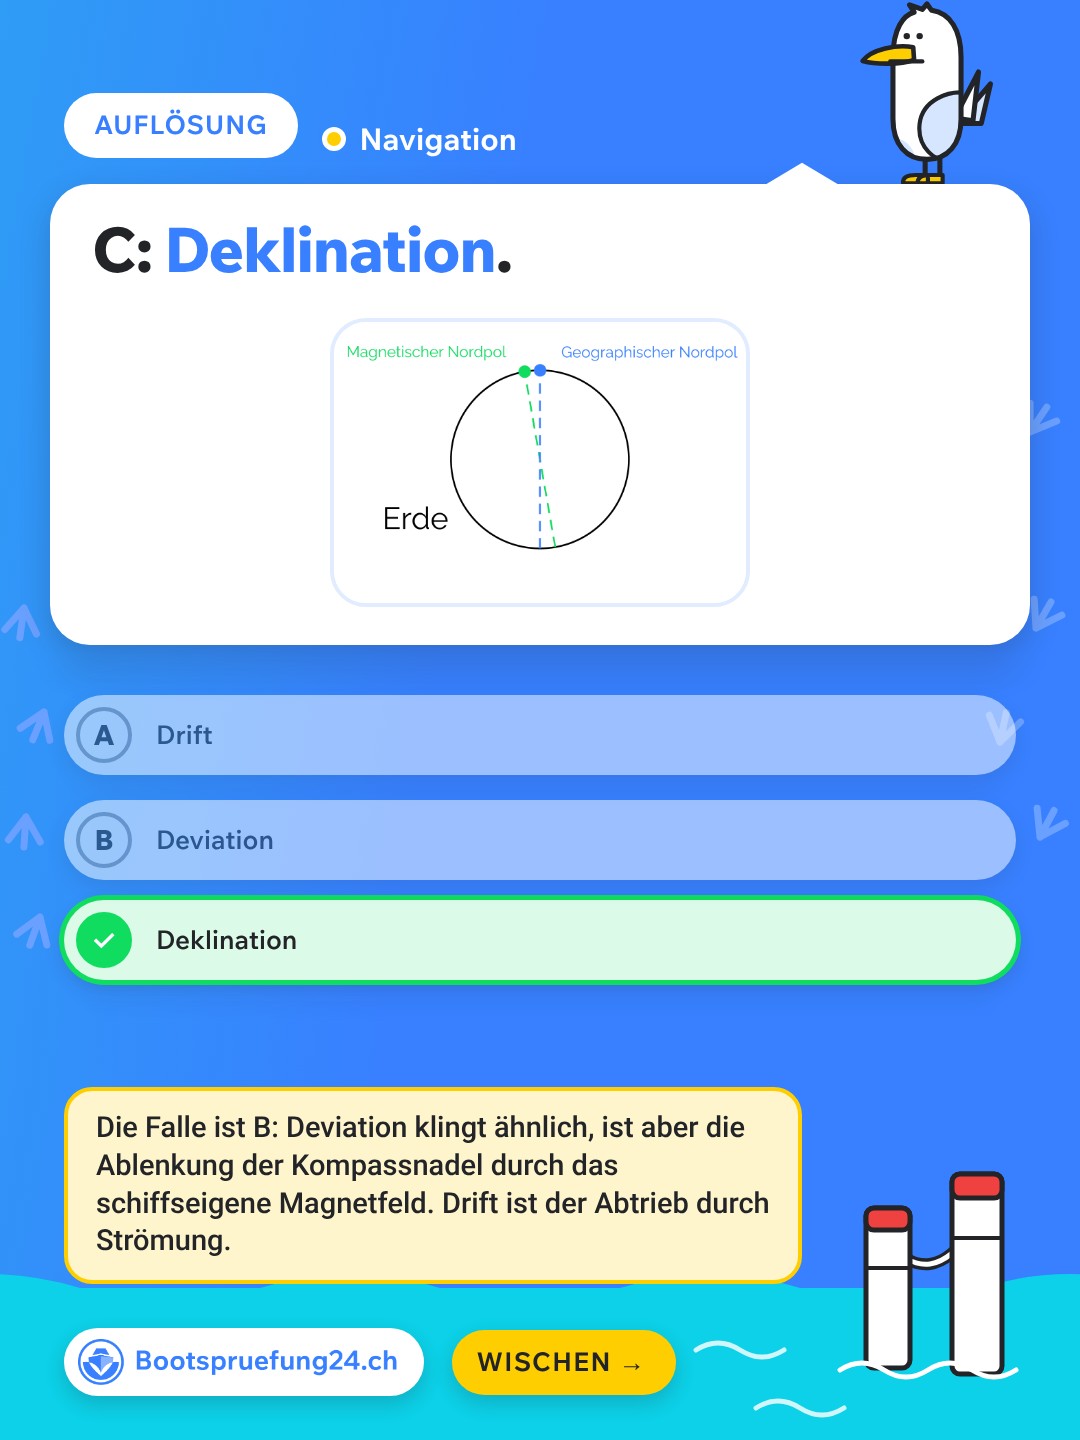 AUFLÖSUNG
Navigation
C: Deklination.
Magnetischer Nordpol
Geographischer Nordpol
Erde
A
Drift
B
Deviation
Deklination
Die Falle ist B: Deviation klingt ähnlich, ist aber die
Ablenkung der Kompassnadel durch das
schiffseigene Magnetfeld. Drift ist der Abtrieb durch
Strömung.
Bootspruefung24.ch
WISCHEN →